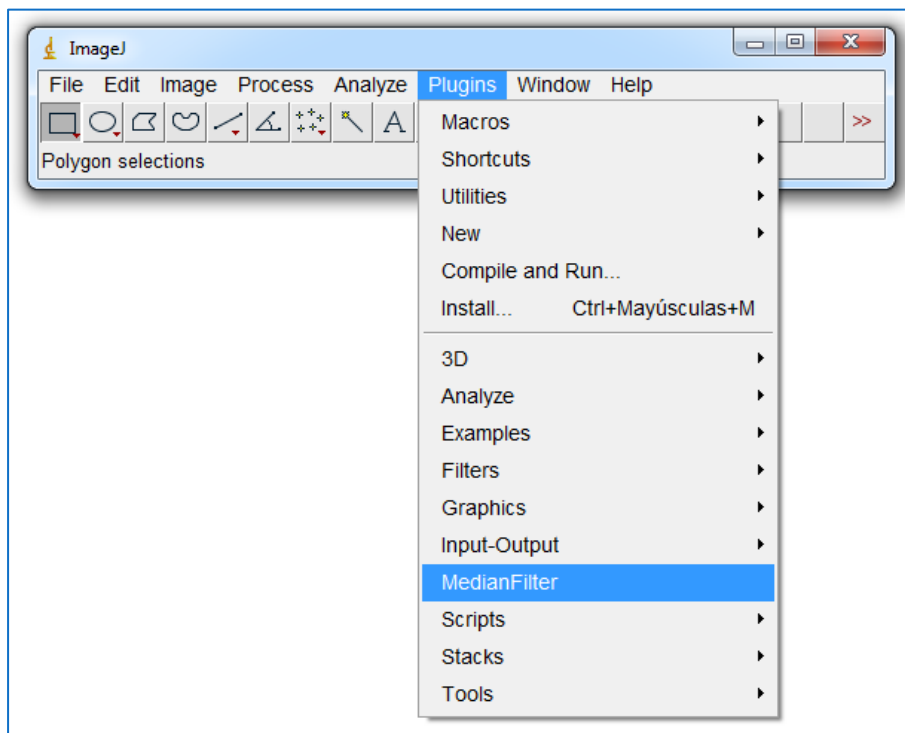 ImageJ
File Edit Image Process Analyze Plugins Window Help
A >>
Polygon selections
Macros
Shortcuts
Utilities
New
Compile and Run...
Install... Ctrl+Mayúsculas+M
3D
Analyze
Examples
Filters
Graphics
Input-Output
MedianFilter
Scripts
Stacks
Tools